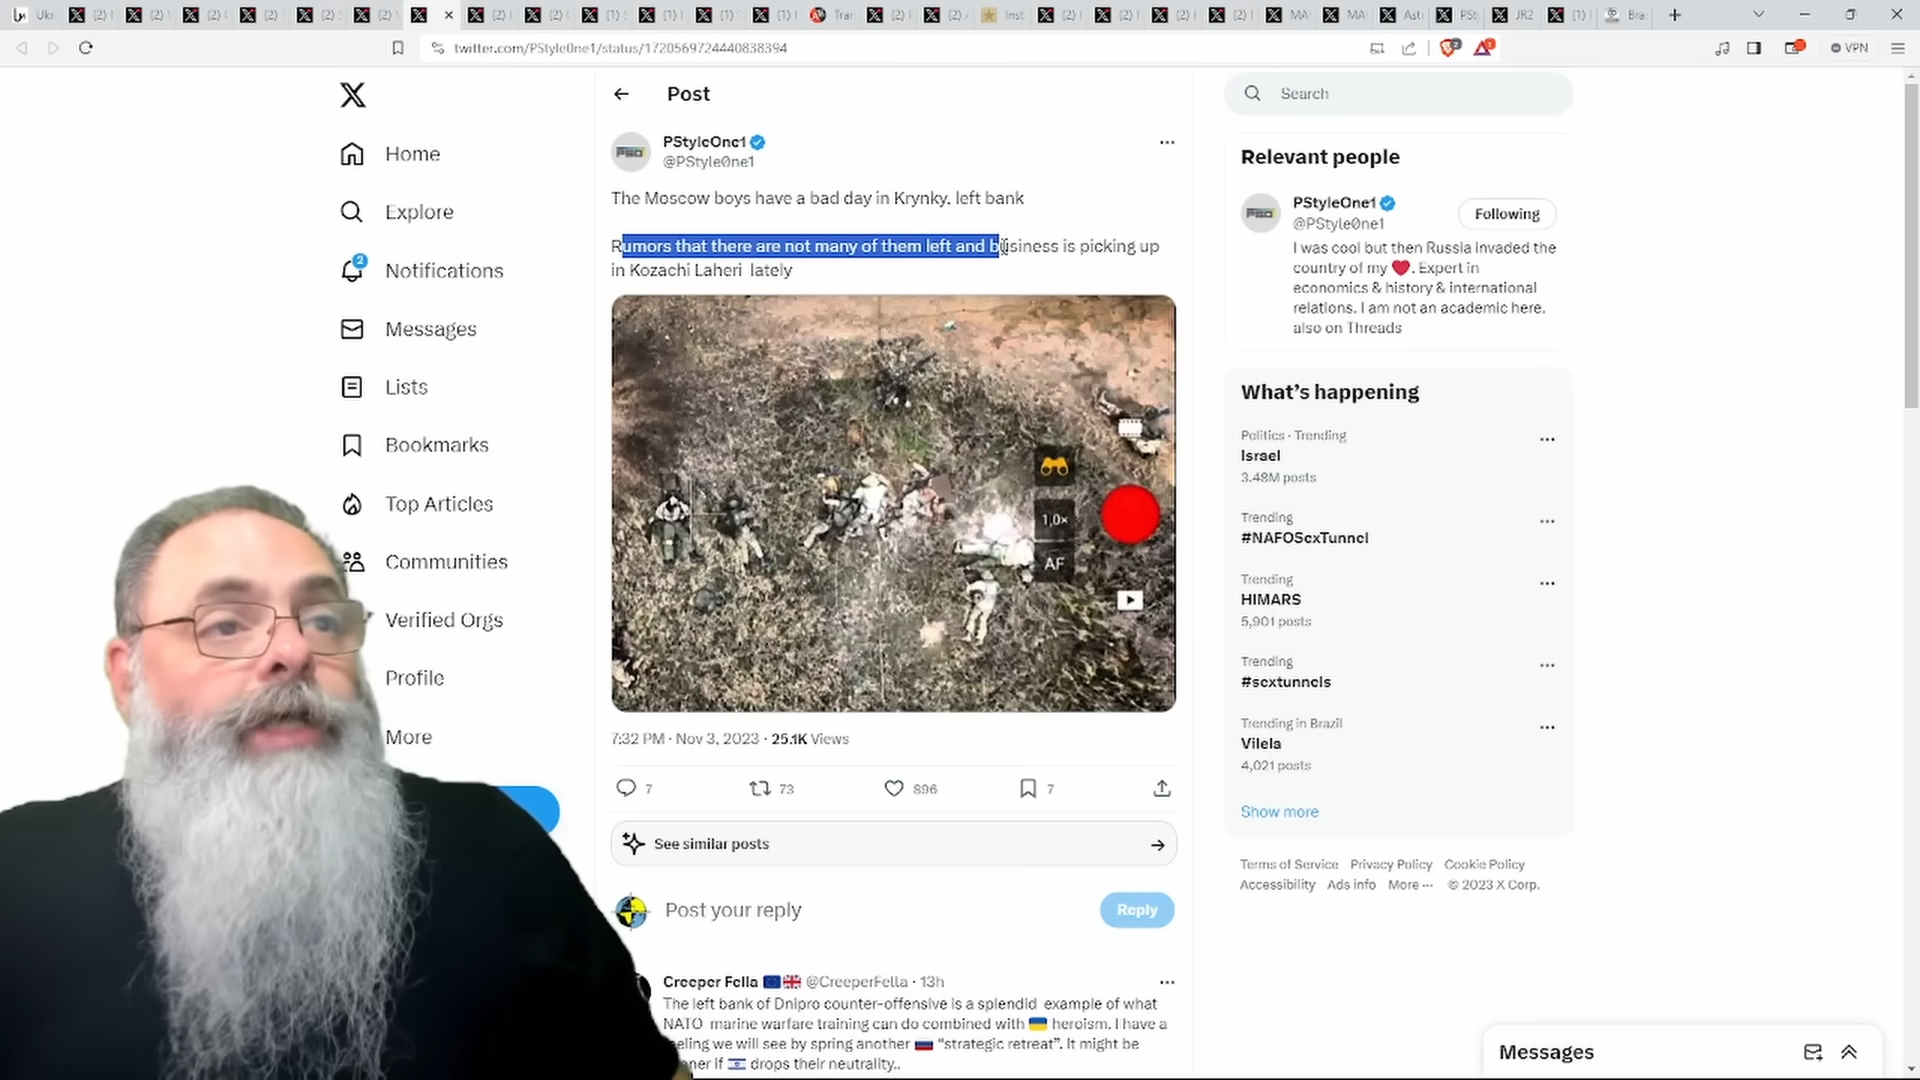 twitter.com/PStyle0ne1/status/1720569724440838394
VPN
Home
Explore
Notifications
2
Messages
Lists
Bookmarks
Top Articles
Communities
Verified Orgs
Profile
More
Post
PStyleOne1
@PStyle0ne1
The Moscow boys have a bad day in Krynky, left bank
Rumors that there are not many of them left and business is picking up
in Kozachi Laheri lately
1,0×
AF
7:32 PM · Nov 3, 2023 · 25.1K Views
7
73
896
7
See similar posts
Post your reply
Reply
Creeper Fella @CreeperFella · 13h
The left bank of Dnipro counter-offensive is a splendid example of what
NATO marine warfare training can do combined with heroism. I have a
eeling we will see by spring another "strategic retreat". It might be
oner if drops their neutrality..
Search
Relevant people
PStyleOne1
@PStyle0ne1
Following
I was cool but then Russia invaded the
country of my ❤. Expert in
economics & history & international
relations. I am not an academic here.
also on Threads
What's happening
Politics · Trending
Israel
3.48M posts
Trending
#NAFOSexTunnel
Trending
HIMARS
5,901 posts
Trending
#sextunnels
Trending in Brazil
Vilela
4,021 posts
Show more
Terms of Service Privacy Policy Cookie Policy
Accessibility Ads info More ··· © 2023 X Corp.
Messages